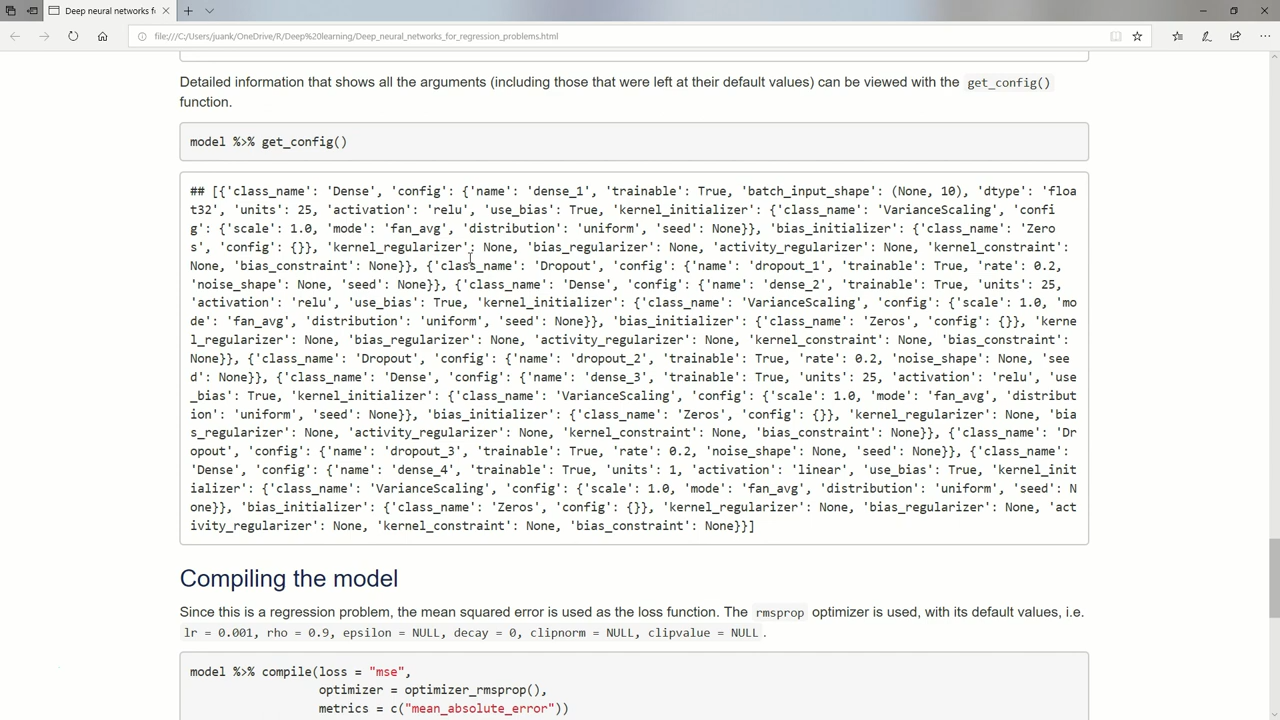 Deep neural networks f
file:///C:/Users/juank/OneDrive/R/Deep%20learning/Deep_neural_networks_for_regression_problems.html
Detailed information that shows all the arguments (including those that were left at their default values) can be viewed with the get_config()
function.
model %>% get_config()
## [{'class_name': 'Dense', 'config': {'name': 'dense_1', 'trainable': True, 'batch_input_shape': (None, 10), 'dtype': 'floa
t32', 'units': 25, 'activation': 'relu', 'use_bias': True, 'kernel_initializer': {'class_name': 'VarianceScaling', 'confi
g': {'scale': 1.0, 'mode': 'fan_avg', 'distribution': 'uniform', 'seed': None}}, 'bias_initializer': {'class_name': 'Zero
s', 'config': {}}, 'kernel_regularizer': None, 'bias_regularizer': None, 'activity_regularizer': None, 'kernel_constraint':
None, 'bias_constraint': None}}, {'class_name': 'Dropout', 'config': {'name': 'dropout_1', 'trainable': True, 'rate': 0.2,
'noise_shape': None, 'seed': None}}, {'class_name': 'Dense', 'config': {'name': 'dense_2', 'trainable': True, 'units': 25,
'activation': 'relu', 'use_bias': True, 'kernel_initializer': {'class_name': 'VarianceScaling', 'config': {'scale': 1.0, 'mo
de': 'fan_avg', 'distribution': 'uniform', 'seed': None}}, 'bias_initializer': {'class_name': 'Zeros', 'config': {}}, 'kerne
l_regularizer': None, 'bias_regularizer': None, 'activity_regularizer': None, 'kernel_constraint': None, 'bias_constraint':
None}}, {'class_name': 'Dropout', 'config': {'name': 'dropout_2', 'trainable': True, 'rate': 0.2, 'noise_shape': None, 'see
d': None}}, {'class_name': 'Dense', 'config': {'name': 'dense_3', 'trainable': True, 'units': 25, 'activation': 'relu', 'use
_bias': True, 'kernel_initializer': {'class_name': 'VarianceScaling', 'config': {'scale': 1.0, 'mode': 'fan_avg', 'distribut
ion': 'uniform', 'seed': None}}, 'bias_initializer': {'class_name': 'Zeros', 'config': {}}, 'kernel_regularizer': None, 'bia
s_regularizer': None, 'activity_regularizer': None, 'kernel_constraint': None, 'bias_constraint': None}}, {'class_name': 'Dr
opout', 'config': {'name': 'dropout_3', 'trainable': True, 'rate': 0.2, 'noise_shape': None, 'seed': None}}, {'class_name':
'Dense', 'config': {'name': 'dense_4', 'trainable': True, 'units': 1, 'activation': 'linear', 'use_bias': True, 'kernel_init
ializer': {'class_name': 'VarianceScaling', 'config': {'scale': 1.0, 'mode': 'fan_avg', 'distribution': 'uniform', 'seed': N
one}}, 'bias_initializer': {'class_name': 'Zeros', 'config': {}}, 'kernel_regularizer': None, 'bias_regularizer': None, 'act
ivity_regularizer': None, 'kernel_constraint': None, 'bias_constraint': None}}]
Compiling the model
Since this is a regression problem, the mean squared error is used as the loss function. The rmsprop optimizer is used, with its default values, i.e.
lr = 0.001, rho = 0.9, epsilon = NULL, decay = 0, clipnorm = NULL, clipvalue = NULL.
model %>% compile(loss = "mse",
optimizer = optimizer_rmsprop(),
metrics = c("mean_absolute_error"))